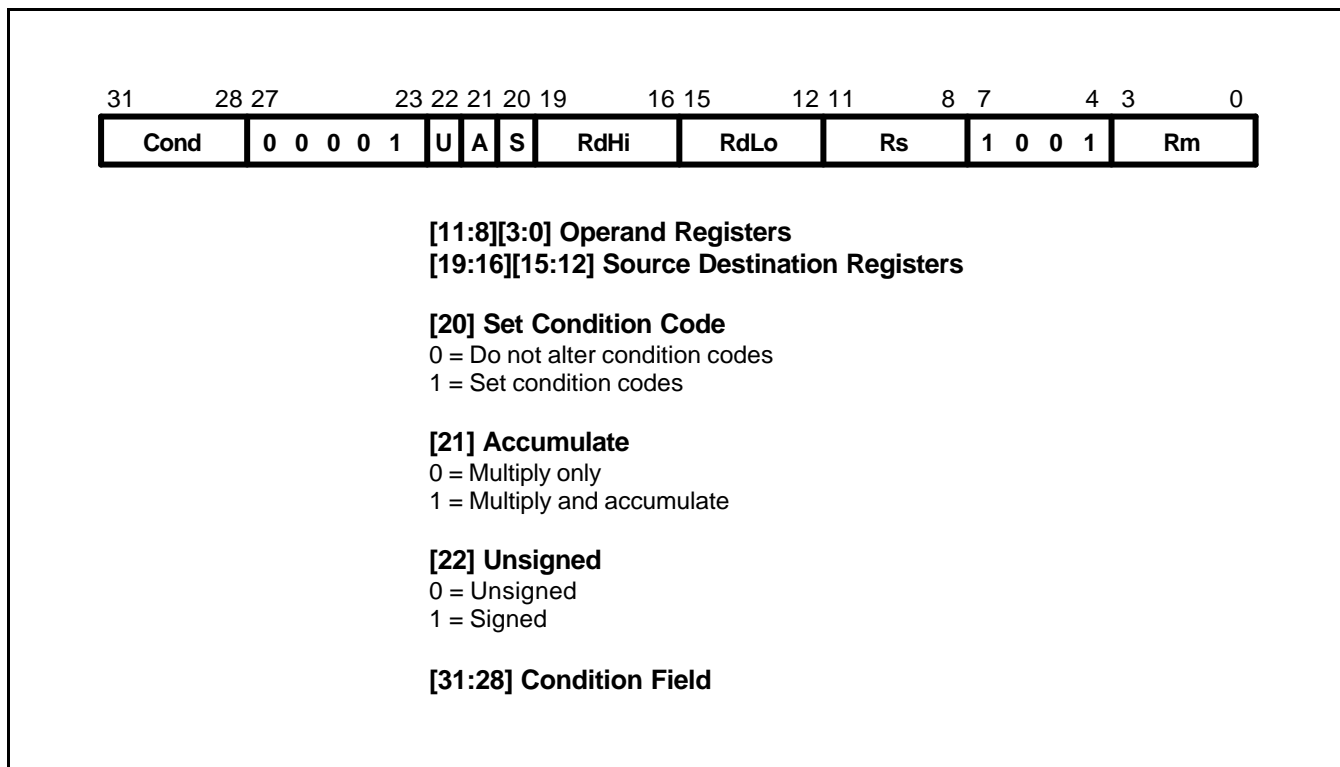 31 28 27 23 22 21 20 19 16 15 12 11 8 7 4 3 0
Cond 0 0 0 0 1 U A S RdHi RdLo Rs 1 0 0 1 Rm
[11:8][3:0] Operand Registers
[19:16][15:12] Source Destination Registers
[20] Set Condition Code
0 = Do not alter condition codes
1 = Set condition codes
[21] Accumulate
0 = Multiply only
1 = Multiply and accumulate
[22] Unsigned
0 = Unsigned
1 = Signed
[31:28] Condition Field